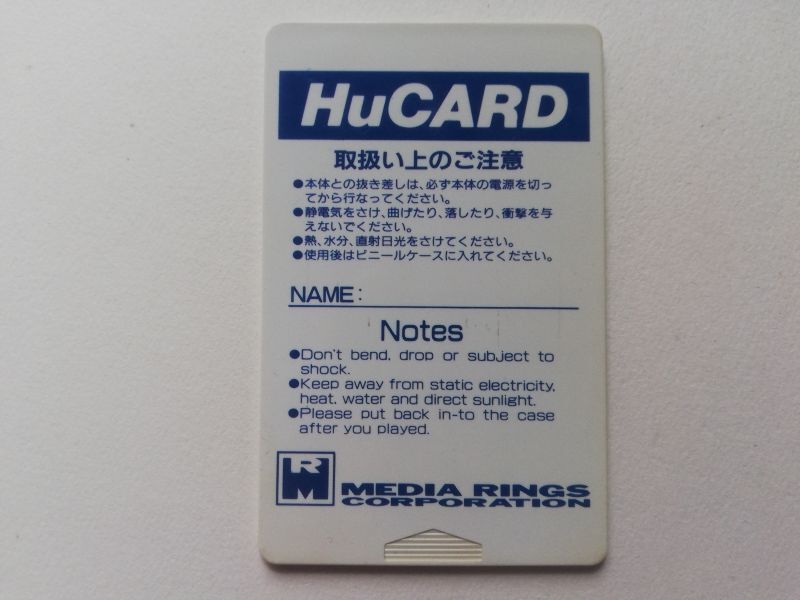 HuCARD
取扱い上のご注意
●本体との抜き差しは、必ず本体の電源を切っ
てから行なってください。
●静電気をさけ、曲げたり、落したり、衝撃を与
えないでください。
●熱、水分、直射日光をさけてください。
●使用後はビニールケースに入れてください。
NAME:
Notes
●Don't bend, drop or subject to
shock.
●Keep away from static electricity,
heat, water and direct sunlight.
●Please put back in-to the case
after you played.
RM
MEDIA RINGS
CORPORATION